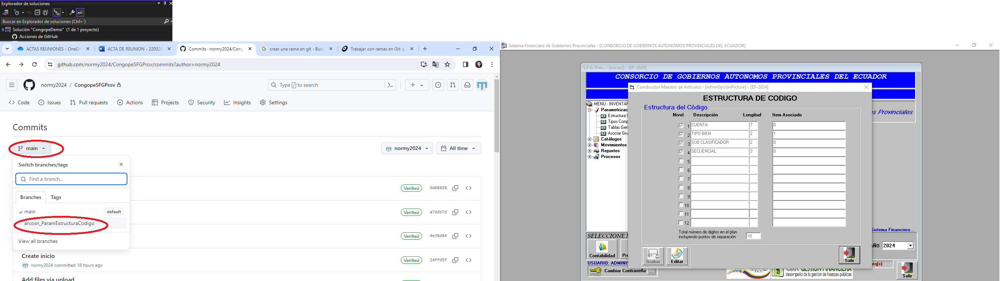 Explorador de soluciones
Buscar en Explorador de soluciones (Ctrl+`)
Solución "CongopeDemo" (1 de 1 proyecto)
Acciones de GitHub
ACTAS REUNIONES - OneDri
ACTA DE REUNION - 220320
Commits · normy2024/Cong
crear una rama en git - Busc
Trabajar con ramas en Git: g
github.com/normy2024/CongopeSFGProv/commits?author=normy2024
normy2024 / CongopeSFGProv
Type / to search
Code
Issues
Pull requests
Actions
Projects
Security
Insights
Settings
Commits
main
normy2024
All time
Switch branches/tags
Find a branch...
Branches
Tags
main
default
arcosn_ParamEstructuraCodigo
View all branches
Verified
9d68658
Verified
a7ddb7d
Verified
4e38d84
Create inicio
normy2024 committed 18 hours ago
Verified
14ffd5f
Add files via upload
Sistema Financiero de Gobiernos Provinciales - [CONSORCIO DE GOBIERNOS AUTONOMOS PROVINCIALES DEL ECUADOR]
S.F.G. Prov. - [inicio2] - [EF-2024]
CONSORCIO DE GOBIERNOS AUTONOMOS PROVINCIALES DEL ECUADOR
MENU - INVENTAR
Parametrizac
Estructura C
Tipos Comp
Tablas Gen
Asociar Gru
Catálogos
Movimientos
Reportes
Procesos
os Provinciales
Constructor Maestro de Artículos - [infrmOpcionPicture] - [EF-2024]
ESTRUCTURA DE CODIGO
Estructura del Código
Nivel Descripción Longitud Item Asociado
1 CUENTA 7 0
2 TIPO BIEN 2 1
3 SUB CLASIFICADOR 2 0
4 SECUENCIAL 3 0
5
6
7
8
9
10
11
12
Total número de digitos en el plan
incluyendo puntos de separación 18
Grabar
Editar
Salir
Sistema Financiero...
SELECCIONE M
Contabilidad
Pre
AÑO 2024
USUARIO: ADMINIS
Cambiar Contraseña ...
eq(s)
GESTION FINANCIERA
desempeño de la gestión de finanzas públicas
Salir